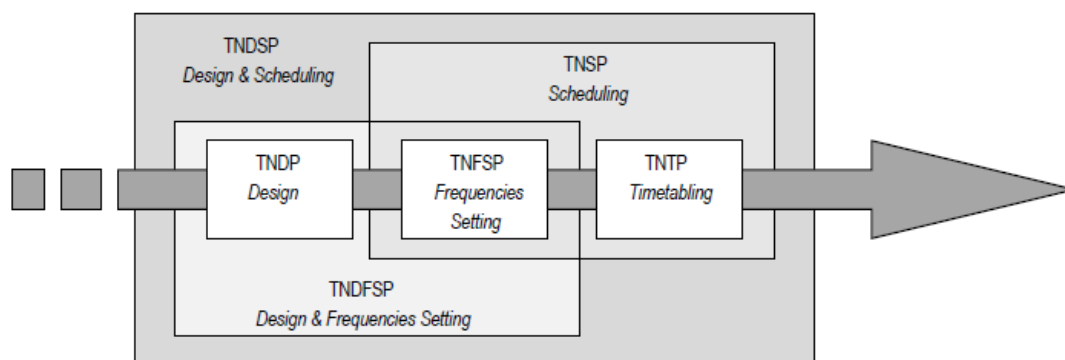 TNDSP
Design & Scheduling
TNSP
Scheduling
TNDP
Design
TNFSP
Frequencies
Setting
TNTP
Timetabling
TNDFSP
Design & Frequencies Setting